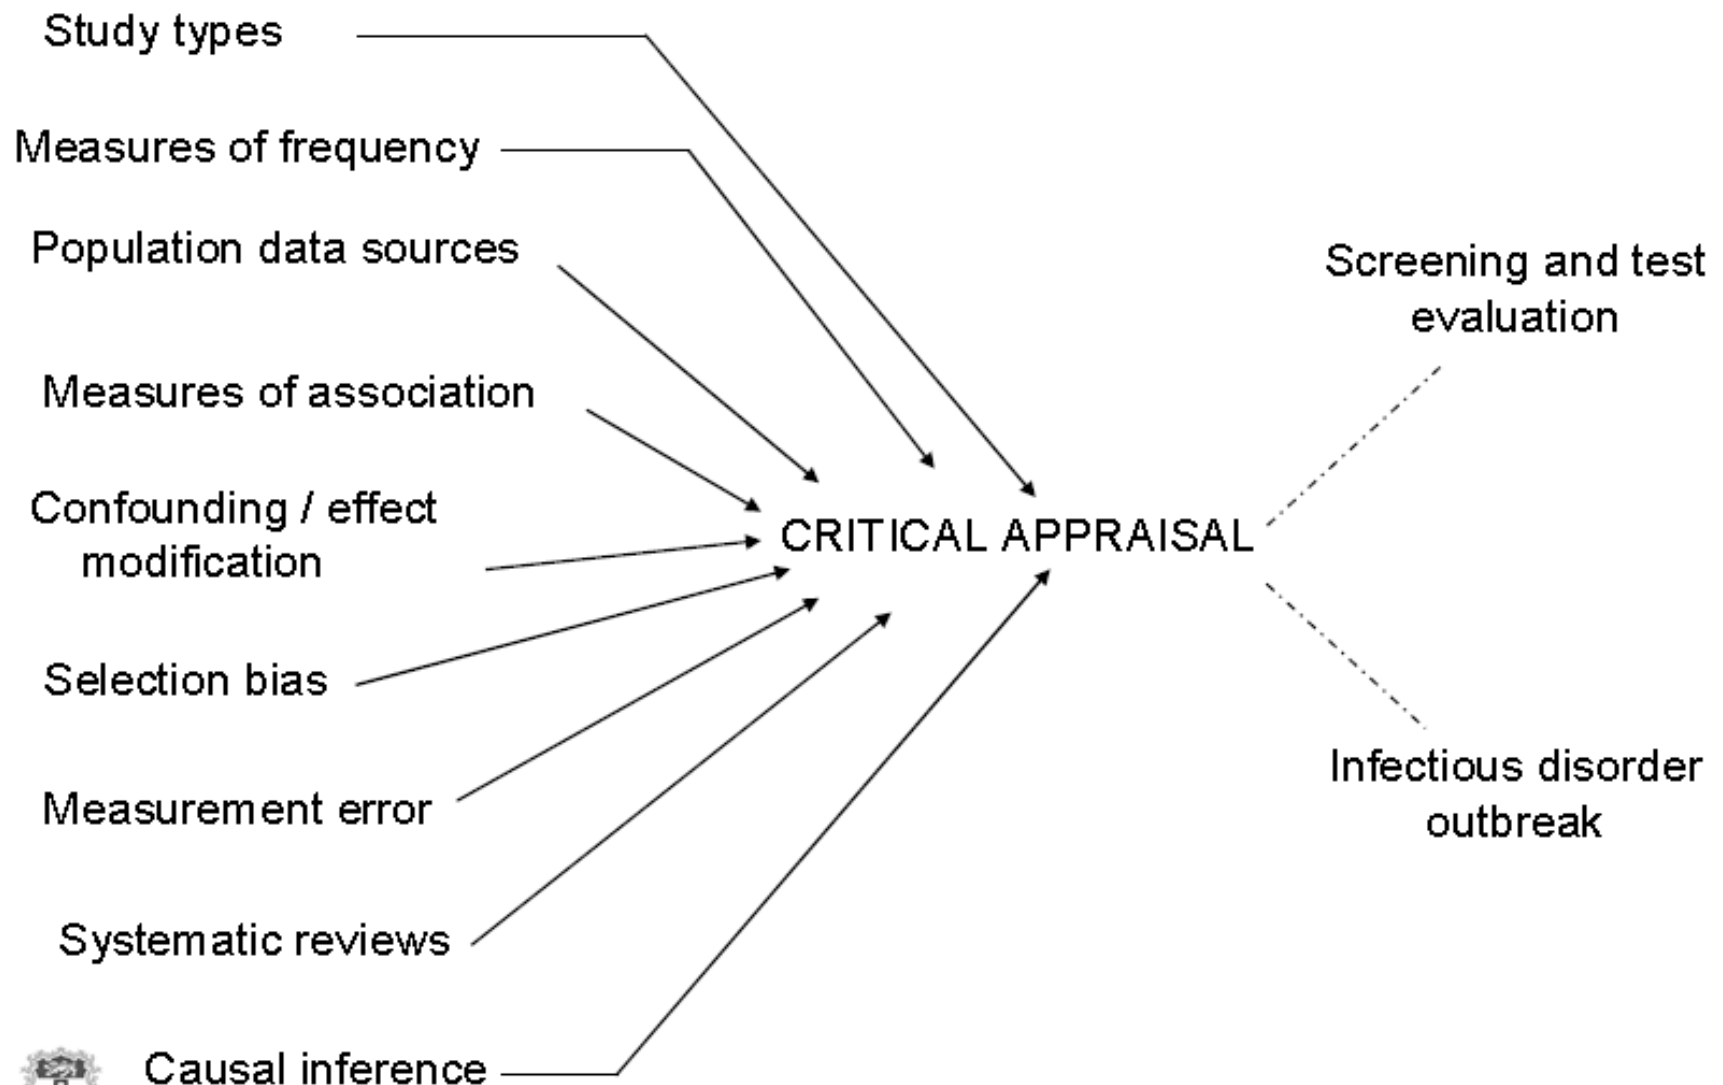 Study types
Measures of frequency
Population data sources
Measures of association
Confounding / effect
modification
Selection bias
Measurement error
Systematic reviews
Causal inference
CRITICAL APPRAISAL
Screening and test
evaluation
Infectious disorder
outbreak